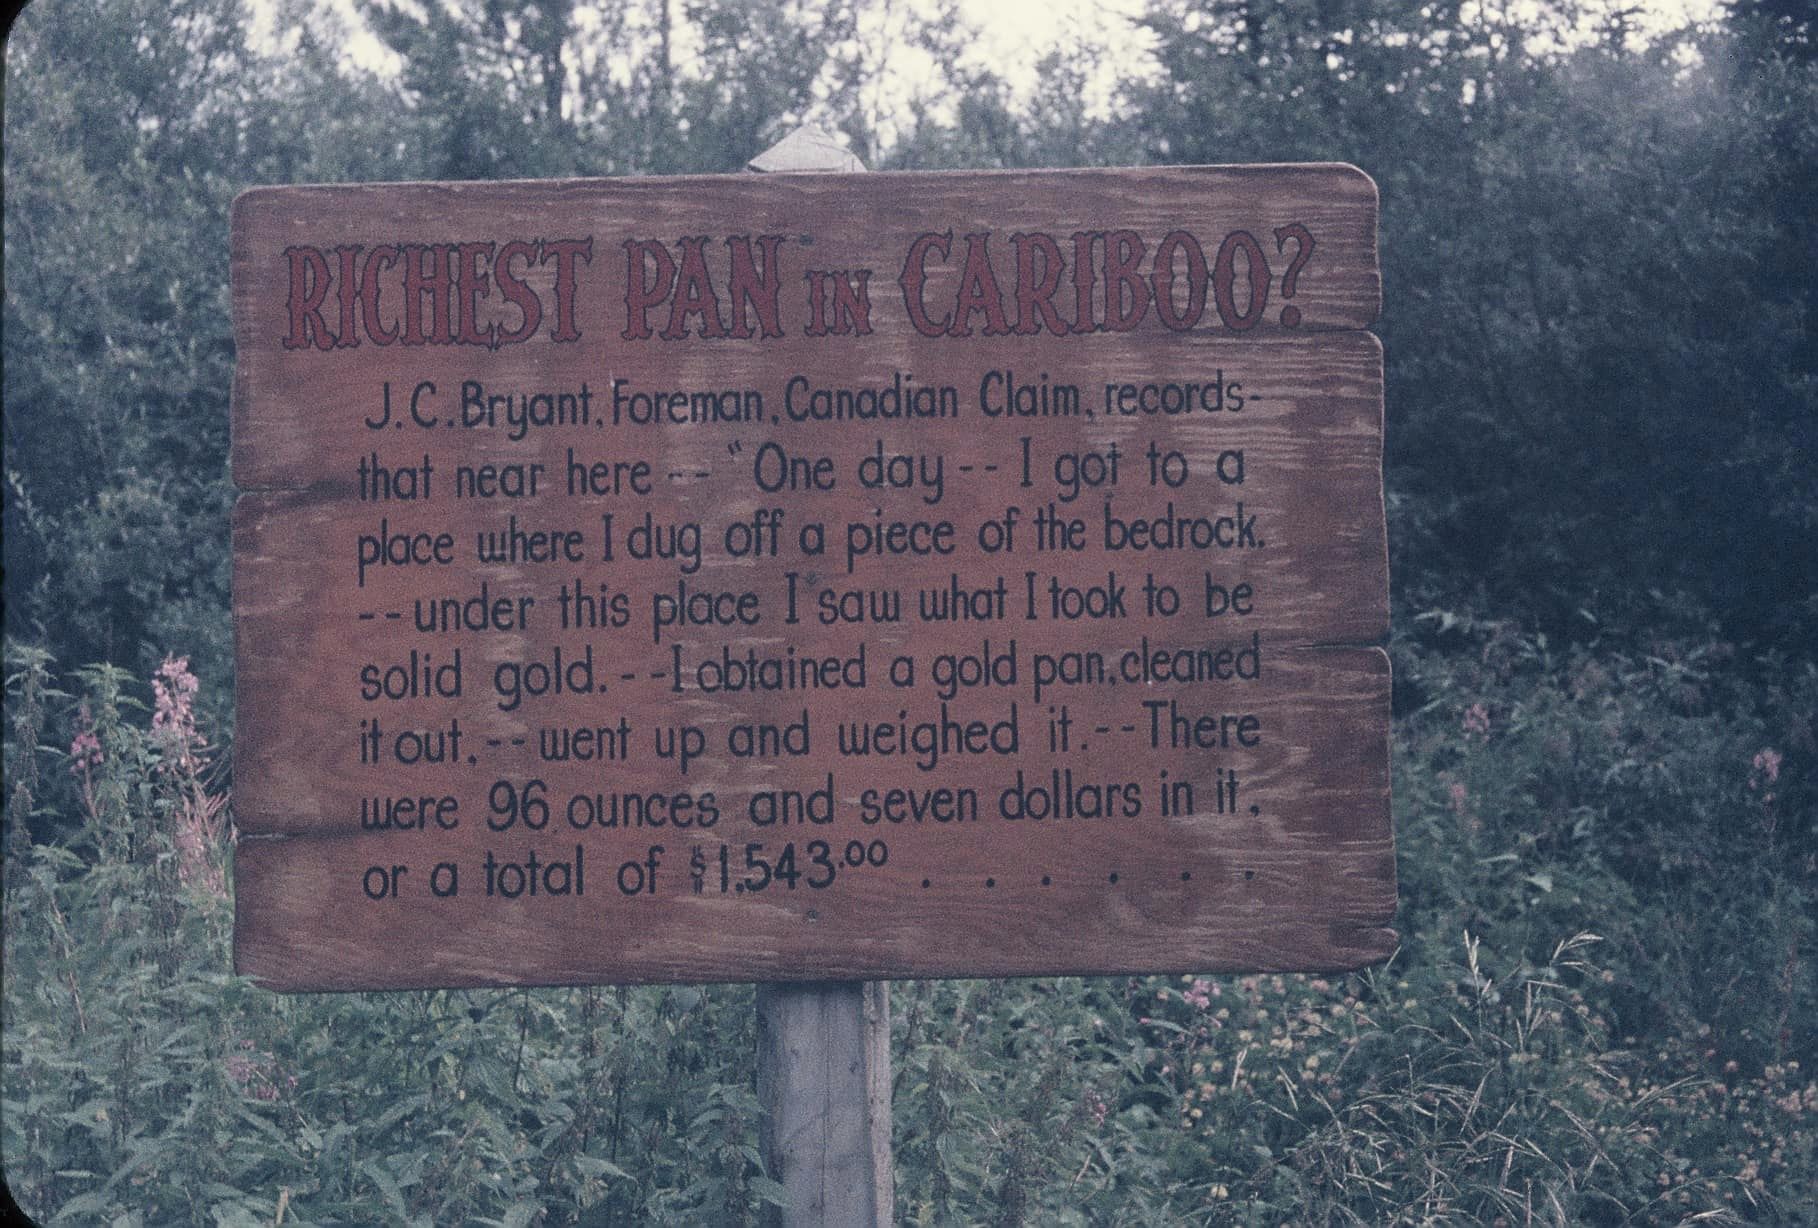 RICHEST PAN IN CARIBOO?
J.C. Bryant, Foreman, Canadian Claim, records-
that near here -- "One day -- I got to a
place where I dug off a piece of the bedrock.
-- under this place I saw what I took to be
solid gold. -- I obtained a gold pan, cleaned
it out, -- went up and weighed it. -- There
were 96 ounces and seven dollars in it,
or a total of $1,543.00 . . . . . .